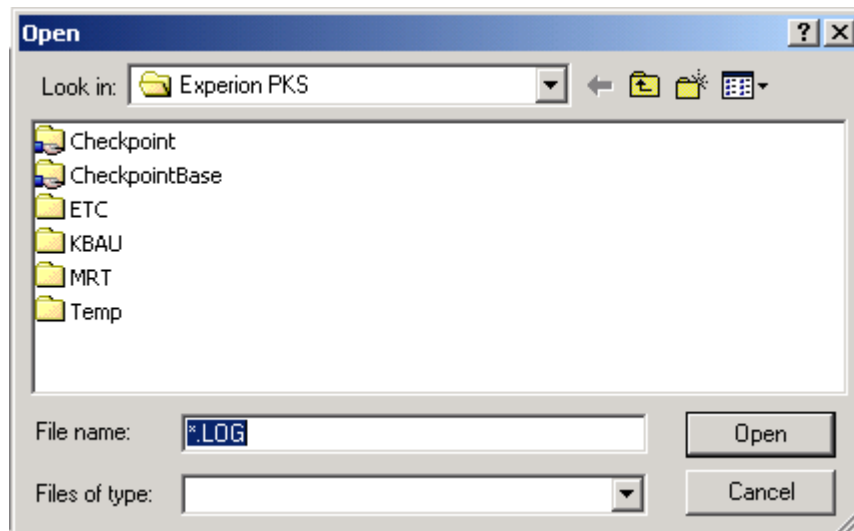 Open
Look in: Experion PKS
Checkpoint
CheckpointBase
ETC
KBAU
MRT
Temp
File name: *.LOG Open
Files of type: Cancel